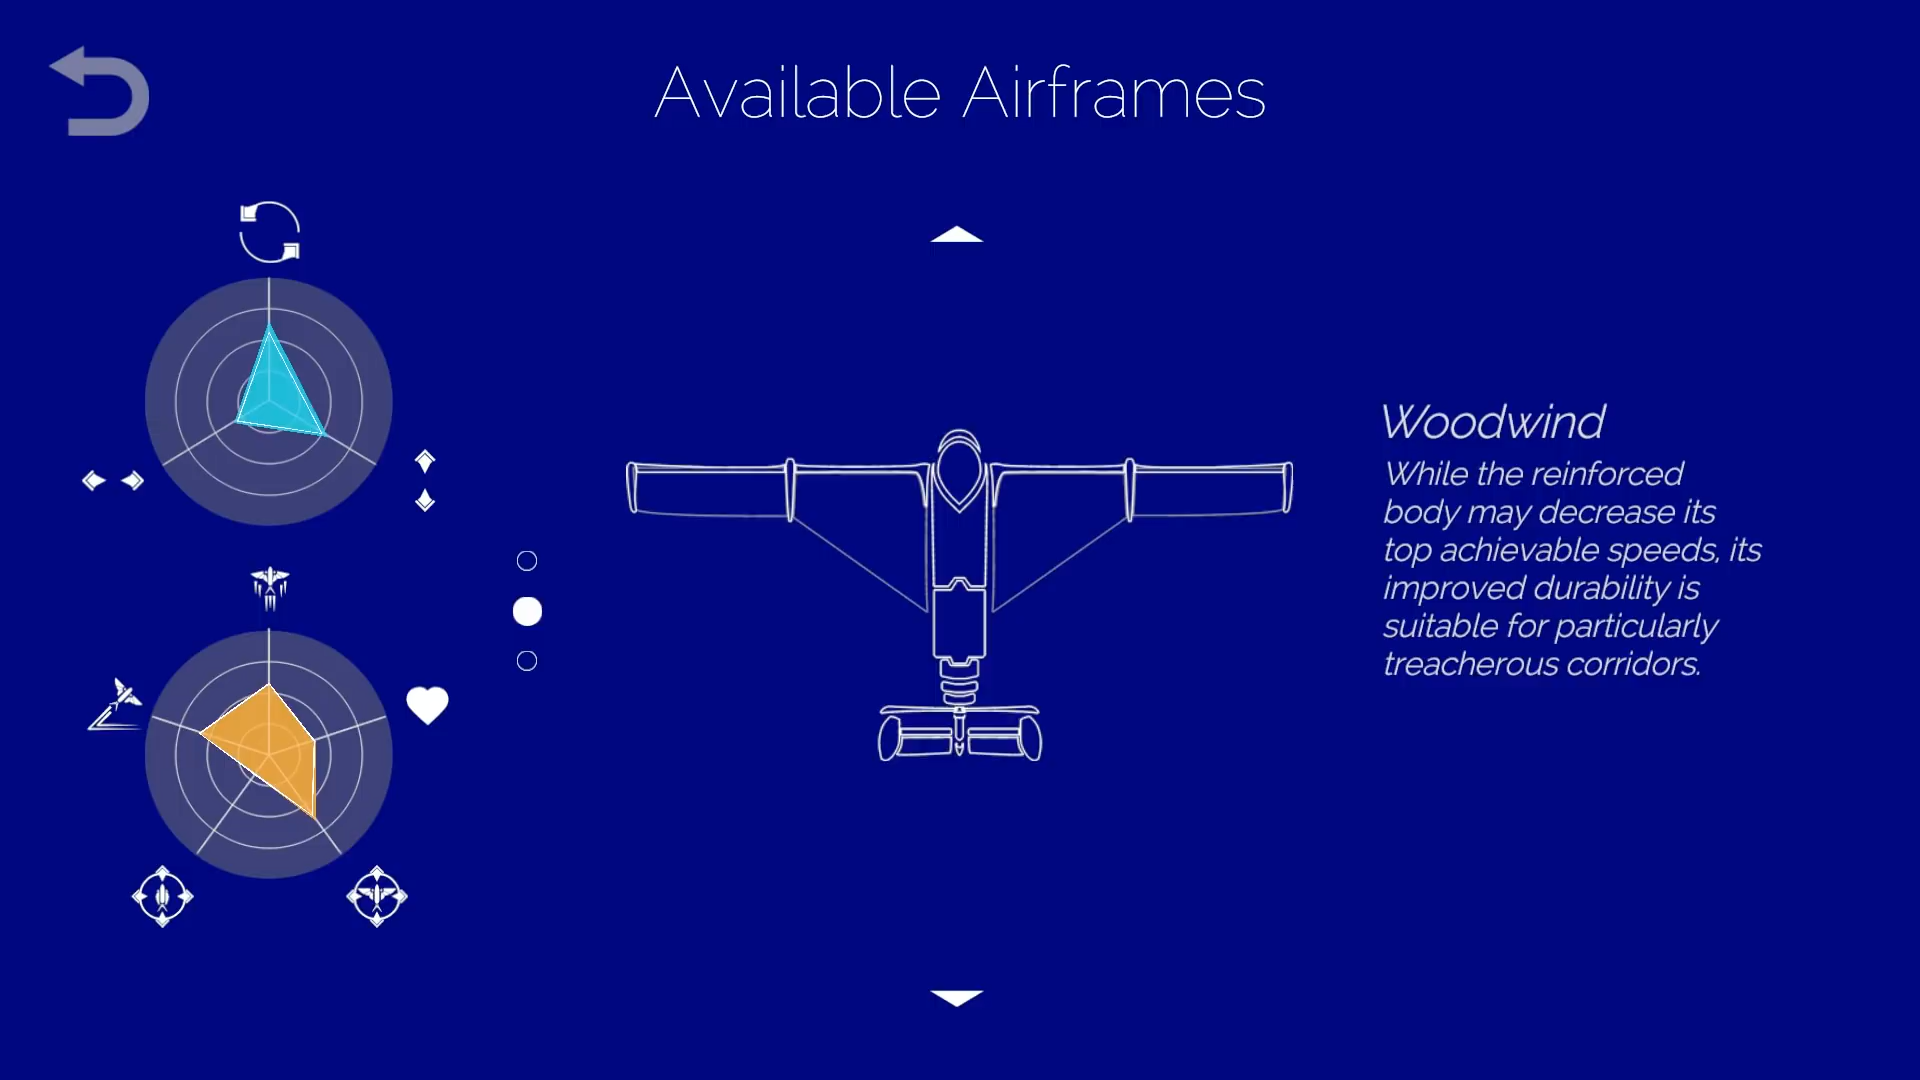 Available Airframes
Woodwind
While the reinforced
body may decrease its
top achievable speeds, its
improved durability is
suitable for particularly
treacherous corridors.